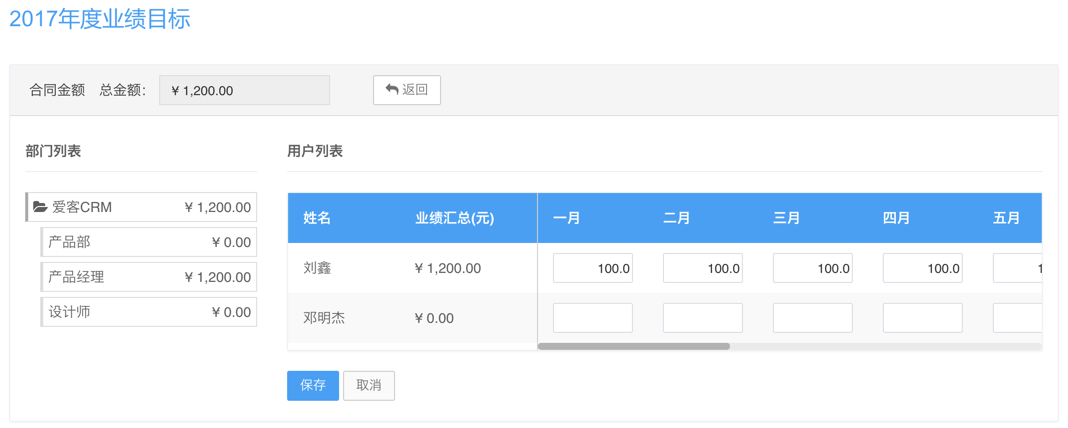 2017年度业绩目标
合同金额 总金额: ¥ 1,200.00 返回
部门列表
爱客CRM ¥ 1,200.00
产品部 ¥ 0.00
产品经理 ¥ 1,200.00
设计师 ¥ 0.00
用户列表
姓名 业绩汇总(元) 一月 二月 三月 四月 五月
刘鑫 ¥ 1,200.00 100.0 100.0 100.0 100.0 1
邓明杰 ¥ 0.00
保存 取消